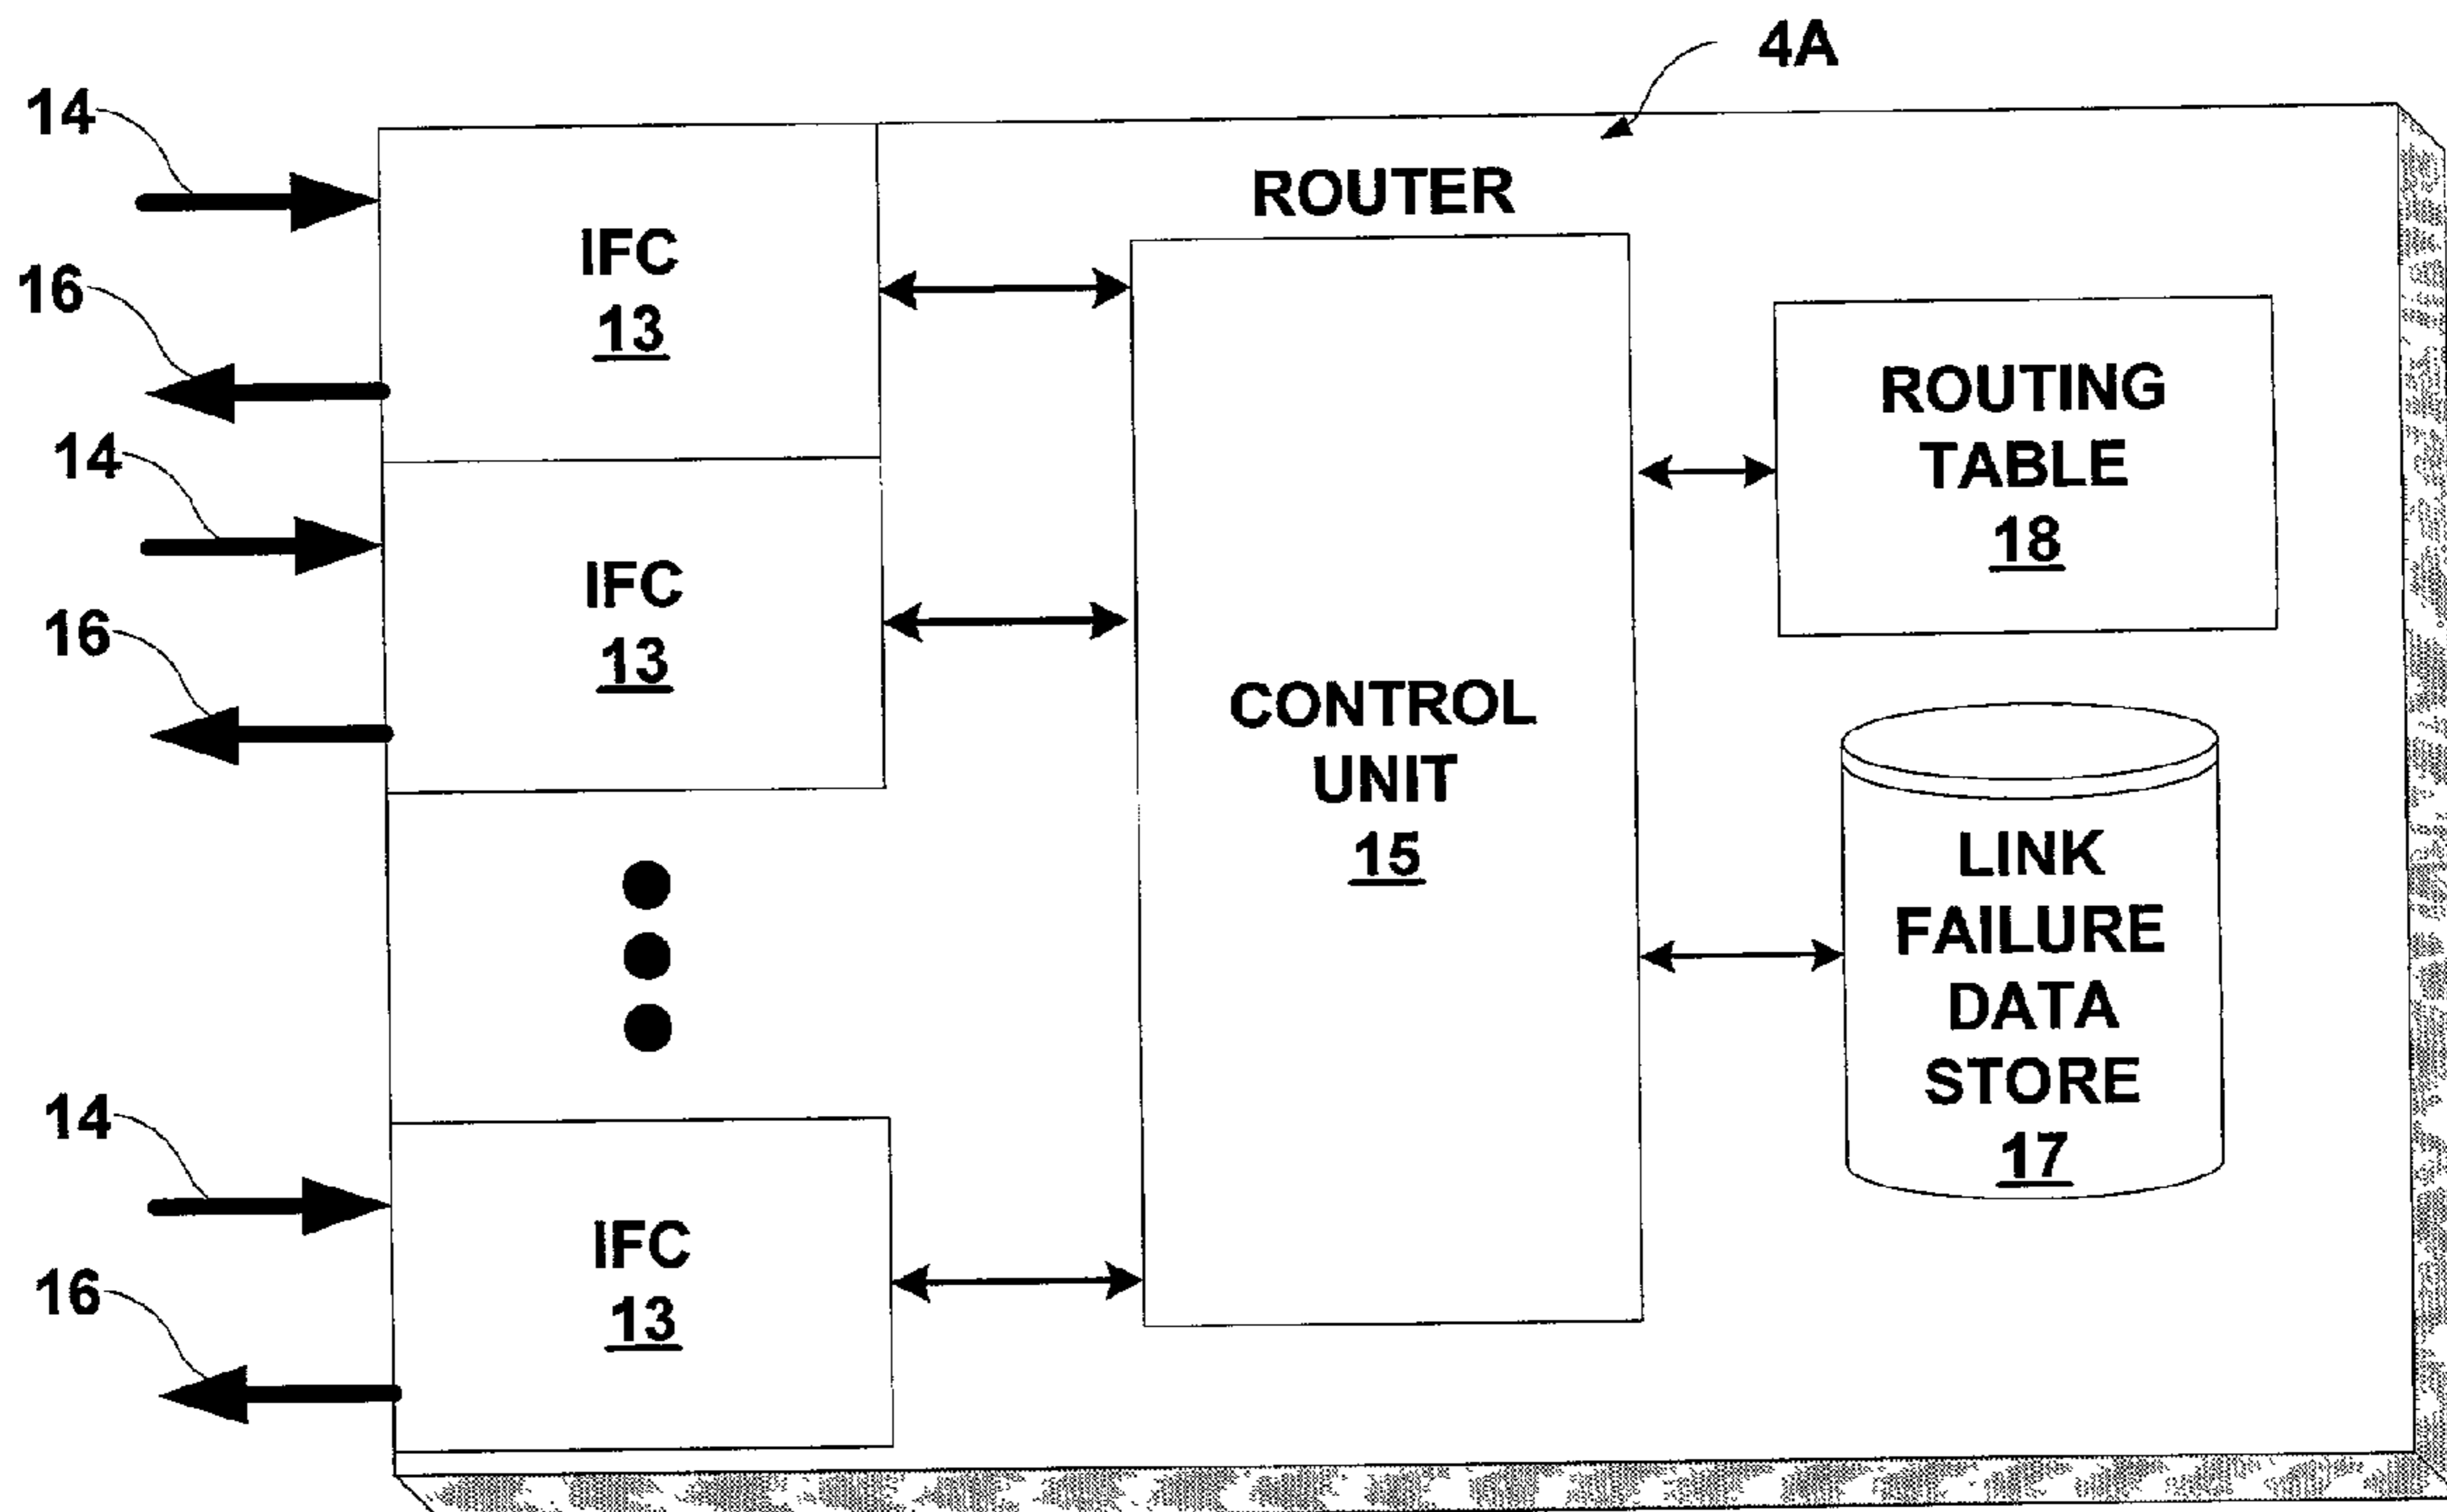 4A
14
ROUTER
IFC
13
16
14
IFC
13
16
14
IFC
13
16
CONTROL
UNIT
15
ROUTING
TABLE
18
LINK
FAILURE
DATA
STORE
17